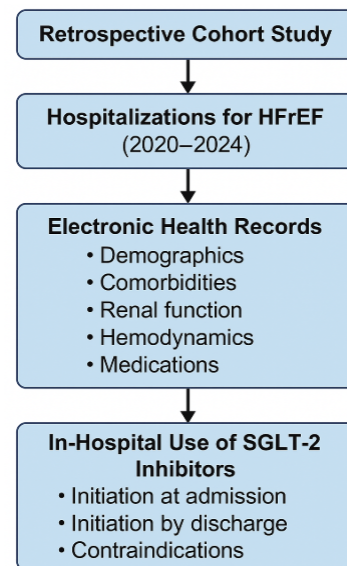 Retrospective Cohort Study
Hospitalizations for HFrEF
(2020–2024)
Electronic Health Records
• Demographics
• Comorbidities
• Renal function
• Hemodynamics
• Medications
In-Hospital Use of SGLT-2
Inhibitors
• Initiation at admission
• Initiation by discharge
• Contraindications